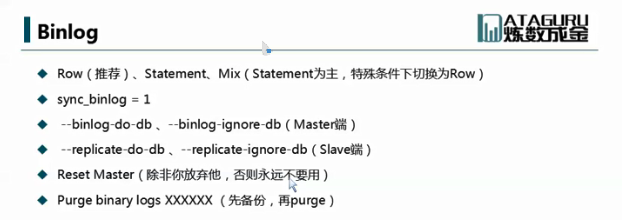 Binlog
ATAGURU
炼数成金
Row（推荐）、Statement、Mix（Statement为主，特殊条件下切换为Row）
sync_binlog = 1
--binlog-do-db 、--binlog-ignore-db（Master端）
--replicate-do-db 、--replicate-ignore-db（Slave端）
Reset Master（除非你放弃他，否则永远不要用）
Purge binary logs XXXXXX （先备份，再purge）